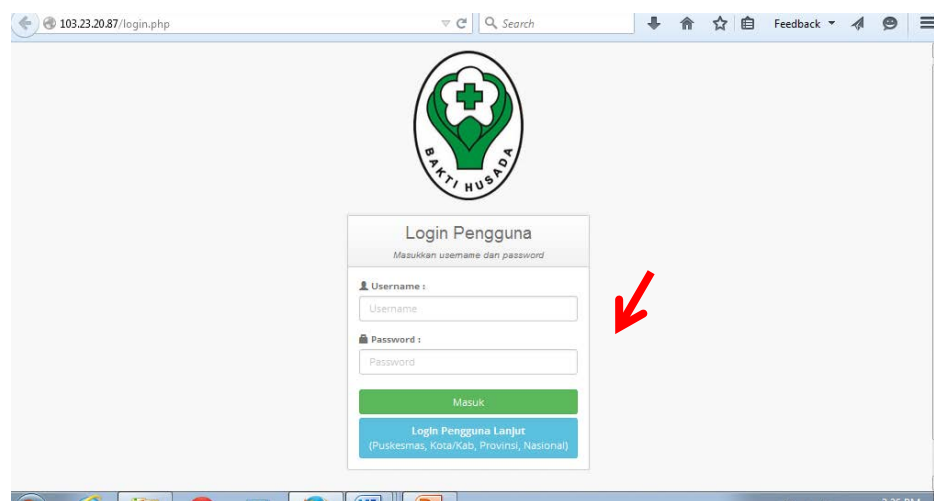 103.23.20.87/login.php
Search
Feedback
BAKTI HUSADA
Login Pengguna
Masukkan username dan password
Username :
Username
Password :
Password
Masuk
Login Pengguna Lanjut
(Puskesmas, Kota/Kab, Provinsi, Nasional)